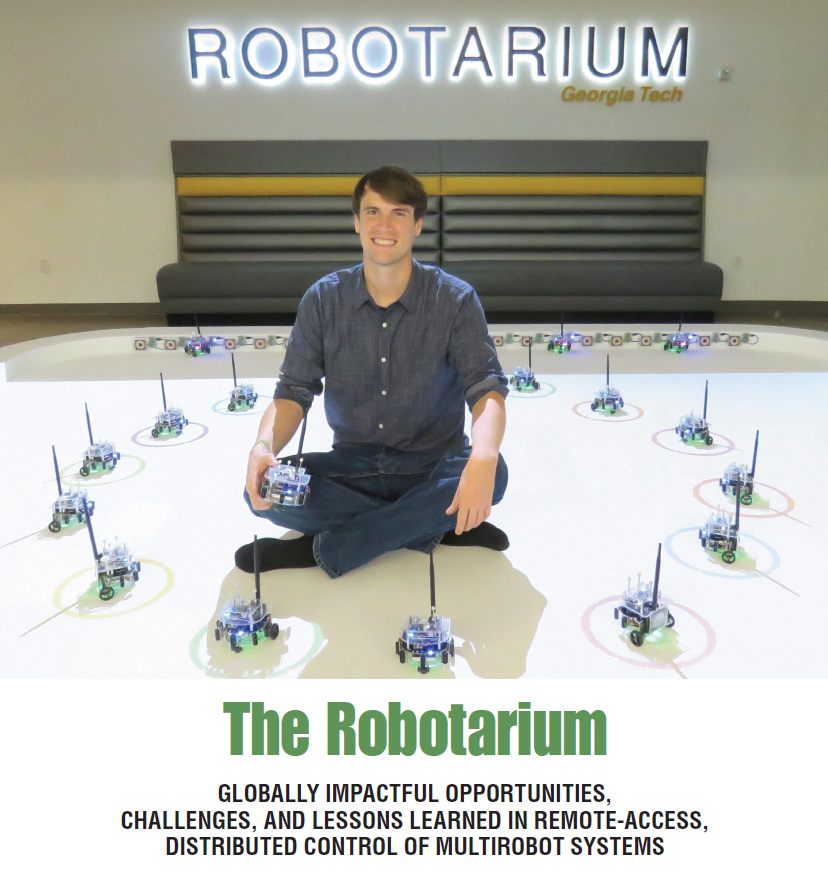 ROBOTARIUM
Georgia Tech
The Robotarium
GLOBALLY IMPACTFUL OPPORTUNITIES,
CHALLENGES, AND LESSONS LEARNED IN REMOTE-ACCESS,
DISTRIBUTED CONTROL OF MULTIROBOT SYSTEMS